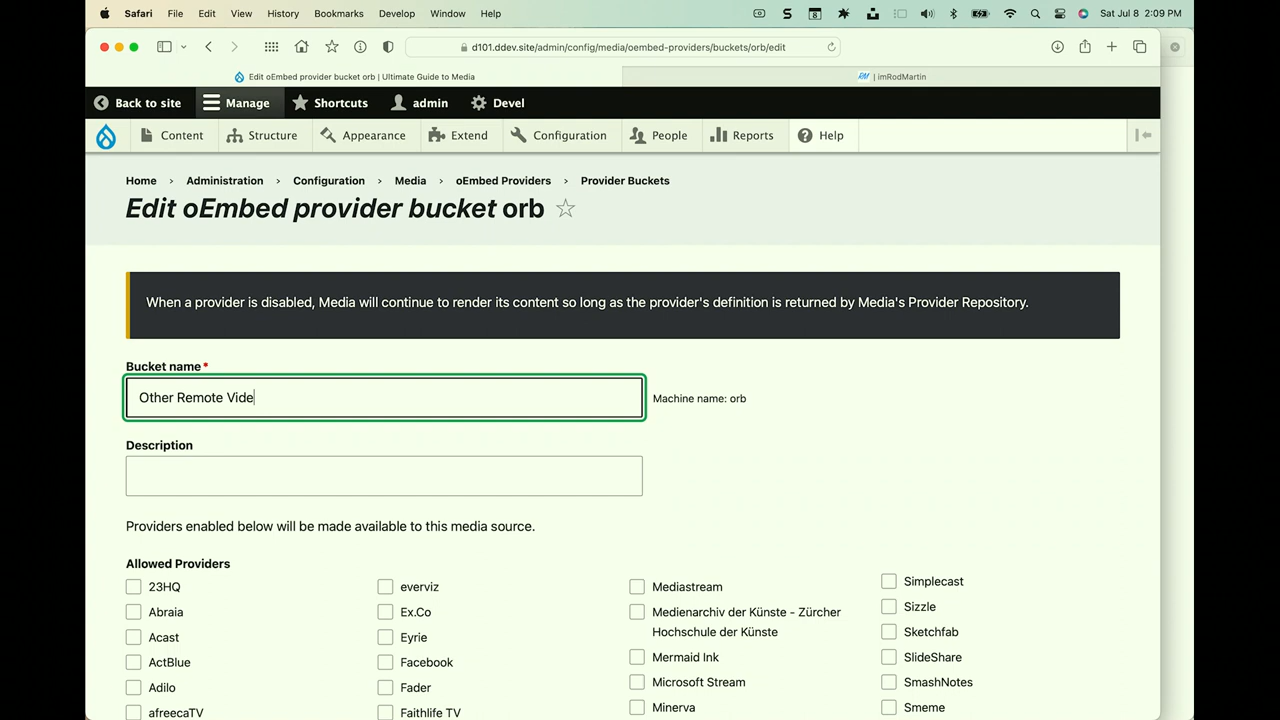 Safari File Edit View History Bookmarks Develop Window Help Sat Jul 8 2:09 PM
d101.ddev.site/admin/config/media/oembed-providers/buckets/orb/edit
Edit oEmbed provider bucket orb | Ultimate Guide to Media
RM | imRodMartin
Back to site Manage Shortcuts admin Devel
Content Structure Appearance Extend Configuration People Reports Help
Home › Administration › Configuration › Media › oEmbed Providers › Provider Buckets
Edit oEmbed provider bucket orb
When a provider is disabled, Media will continue to render its content so long as the provider's definition is returned by Media's Provider Repository.
Bucket name*
Other Remote Vide
Machine name: orb
Description
Providers enabled below will be made available to this media source.
Allowed Providers
23HQ
Abraia
Acast
ActBlue
Adilo
afreecaTV
everviz
Ex.Co
Eyrie
Facebook
Fader
Faithlife TV
Mediastream
Medienarchiv der Künste - Zürcher
Hochschule der Künste
Mermaid Ink
Microsoft Stream
Minerva
Simplecast
Sizzle
Sketchfab
SlideShare
SmashNotes
Smeme